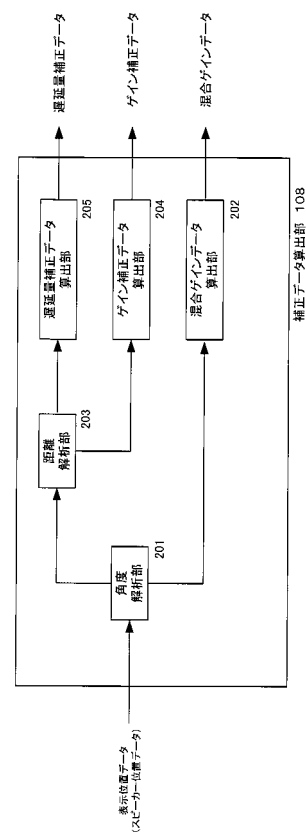 表示位置データ
(スピーカー位置データ)
角度
解析部
201
距離
解析部
203
遅延量補正データ
算出部
205
ゲイン補正データ
算出部
204
混合ゲインデータ
算出部
202
遅延量補正データ
ゲイン補正データ
混合ゲインデータ
補正データ算出部 108